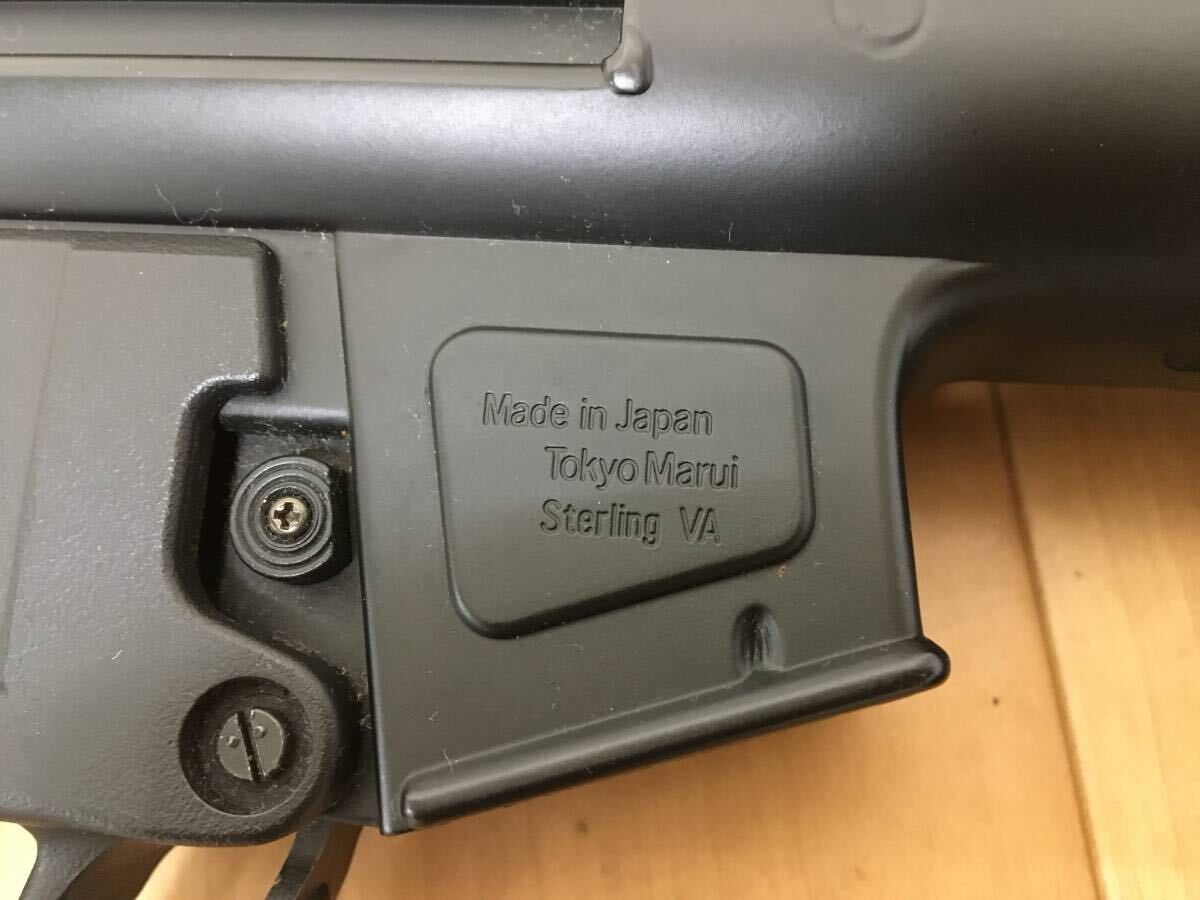 Made in Japan
Tokyo Marui
Sterling VA